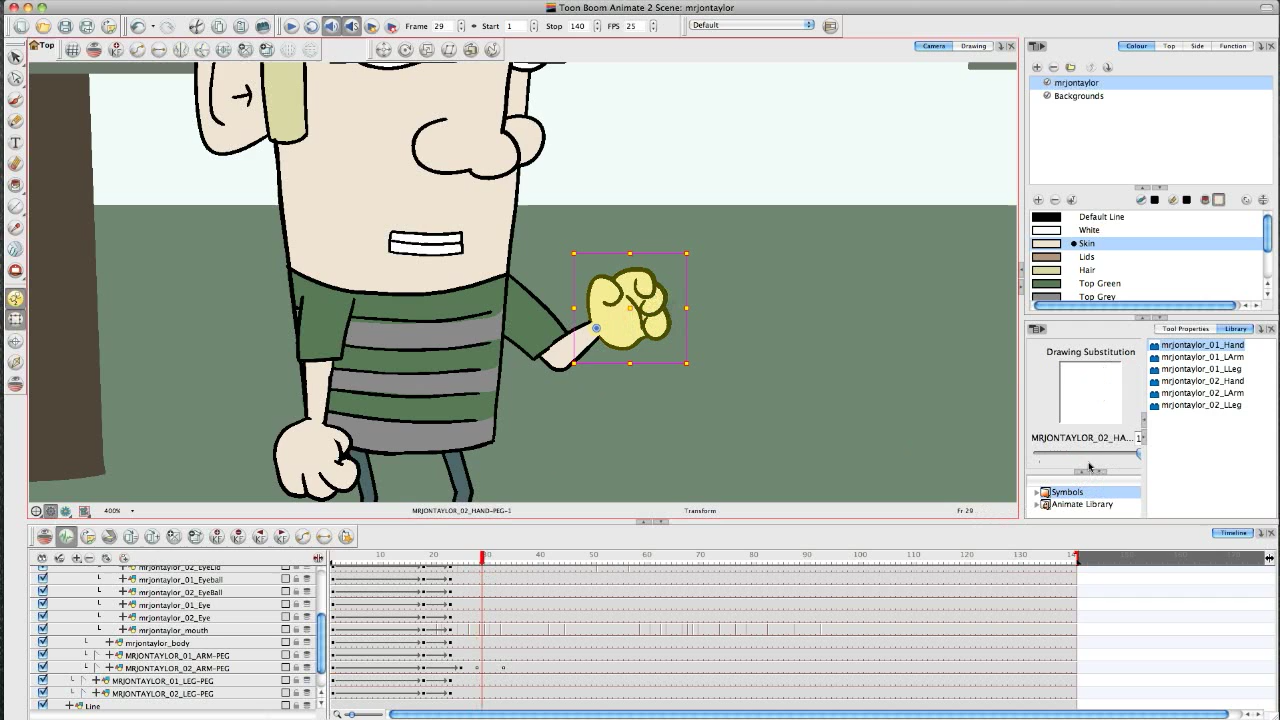 Toon Boom Animate 2 Scene: mrjontaylor
Frame 29 Start 1 Stop 140 FPS 25 Default
Top Camera Drawing
Colour Top Side Function
mrjontaylor
Backgrounds
Default Line
White
Skin
Lids
Hair
Top Green
Top Grey
Tool Properties Library
Drawing Substitution
MRJONTAYLOR_02_HA... 1
Symbols
Animate Library
mrjontaylor_01_Hand
mrjontaylor_01_LArm
mrjontaylor_01_LLeg
mrjontaylor_02_Hand
mrjontaylor_02_LArm
mrjontaylor_02_LLeg
400% MRJONTAYLOR_02_HAND-PEG-1 Transform Fr 29
Timeline
10 20 30 40 50 60 70 80 90 100 110 120 130
mrjontaylor_02_EyeLid
mrjontaylor_01_Eyeball
mrjontaylor_02_EyeBall
mrjontaylor_01_Eye
mrjontaylor_02_Eye
mrjontaylor_mouth
mrjontaylor_body
MRJONTAYLOR_01_ARM-PEG
MRJONTAYLOR_02_ARM-PEG
MRJONTAYLOR_01_LEG-PEG
MRJONTAYLOR_02_LEG-PEG
Line